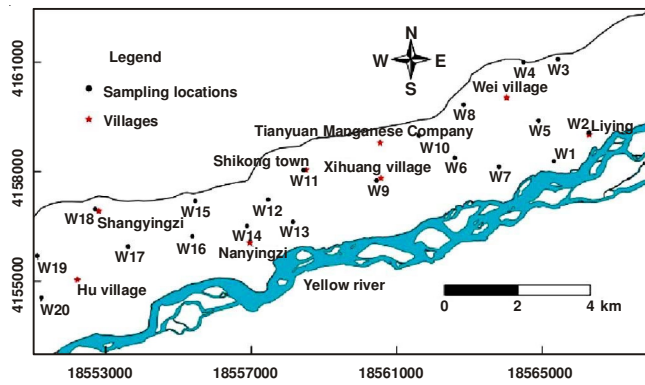 4161000
4158000
4155000
Legend
Sampling locations
Villages
N
W E
S
W4 W3
Wei village
W8
W5
W2 Liying
Tianyuan Manganese Company
W10
W1
Shikong town
W11
Xihuang village
W9
W6
W7
W15
W12
W18 Shangyingzi
W14
W13
W16
W17
Nanyingzi
W19
Hu village
W20
Yellow river
0 2 4 km
18553000 18557000 18561000 18565000